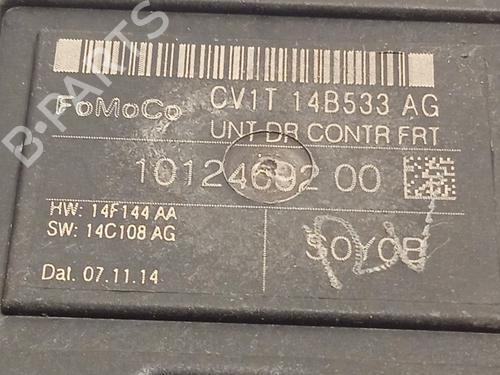 FoMoCo CV1T 14B533 AG
UNT DR CONTR FRT
10124692 00
HW: 14F144 AA
SW: 14C108 AG
SOYOB
Dat. 07.11.14
B-PARTS